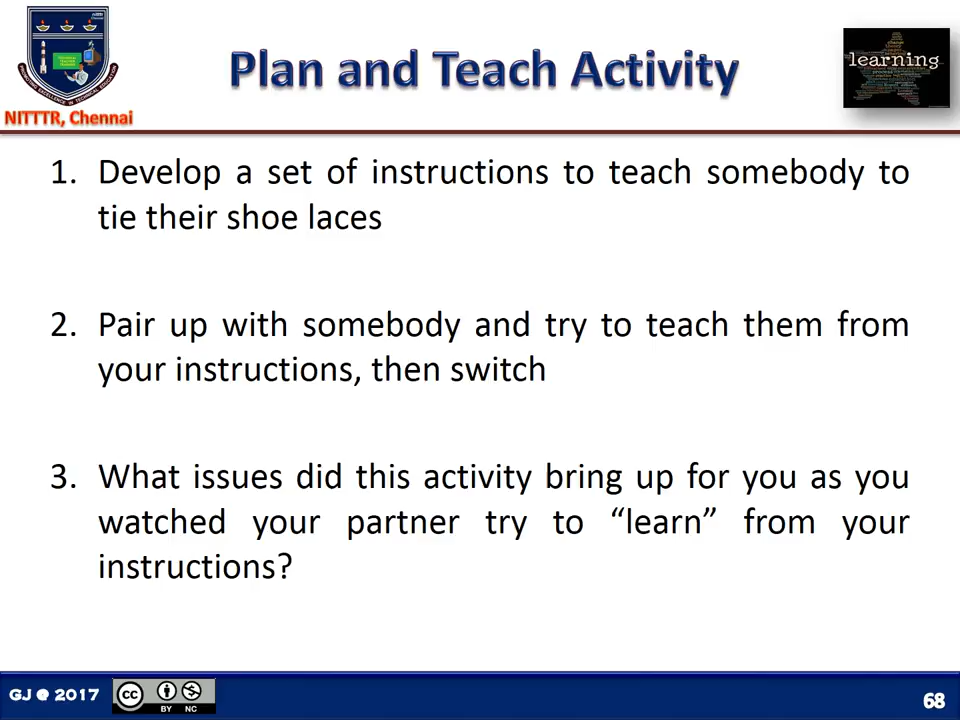 Plan and Teach Activity
learning
NITTTR, Chennai
1. Develop a set of instructions to teach somebody to
tie their shoe laces
2. Pair up with somebody and try to teach them from
your instructions, then switch
3. What issues did this activity bring up for you as you
watched your partner try to “learn” from your
instructions?
GJ @ 2017
cc
BY NC
68